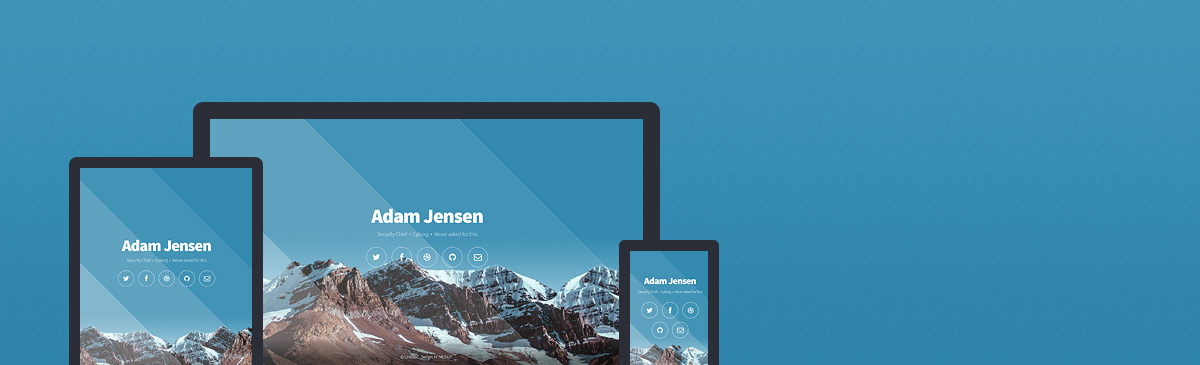 Adam Jensen
Security Chief • Cyborg • Never asked for this
Adam Jensen
Security Chief • Cyborg • Never asked for this
Adam Jensen
Security Chief • Cyborg • Never asked for this
© Untitled. Design: HTML5 UP.